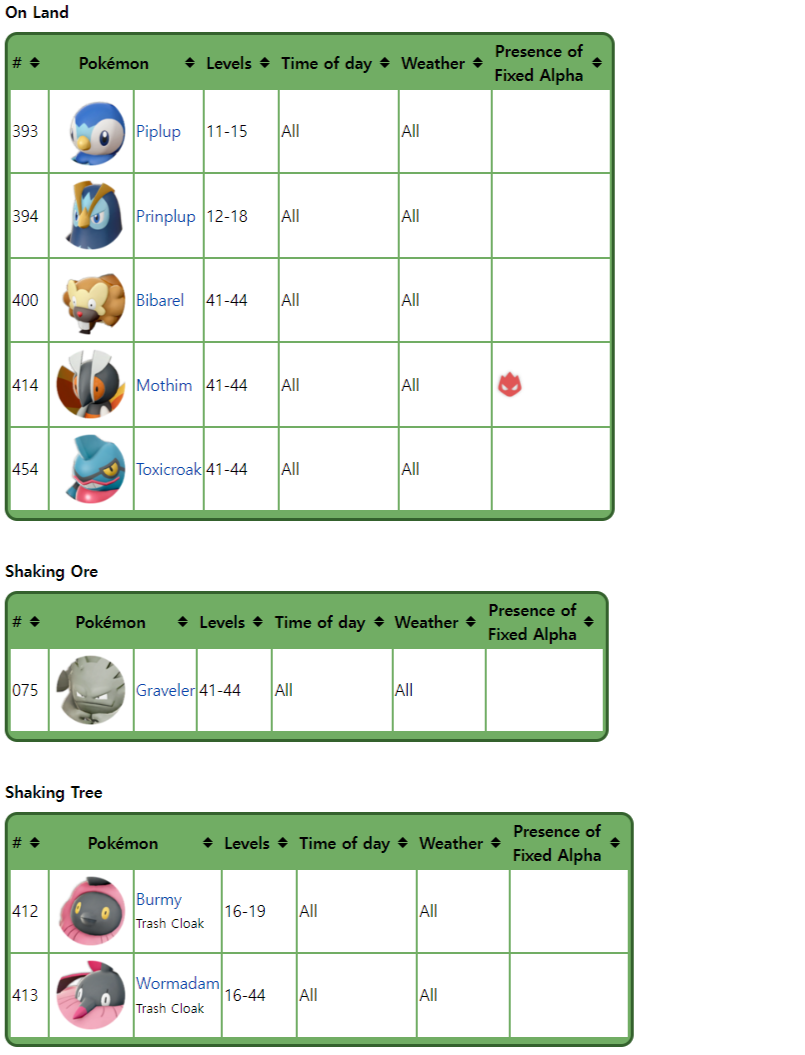 On Land
# Pokémon Levels Time of day Weather Presence of Fixed Alpha
393 Piplup 11-15 All All
394 Prinplup 12-18 All All
400 Bibarel 41-44 All All
414 Mothim 41-44 All All
454 Toxicroak 41-44 All All
Shaking Ore
# Pokémon Levels Time of day Weather Presence of Fixed Alpha
075 Graveler 41-44 All All
Shaking Tree
# Pokémon Levels Time of day Weather Presence of Fixed Alpha
412 Burmy Trash Cloak 16-19 All All
413 Wormadam Trash Cloak 16-44 All All